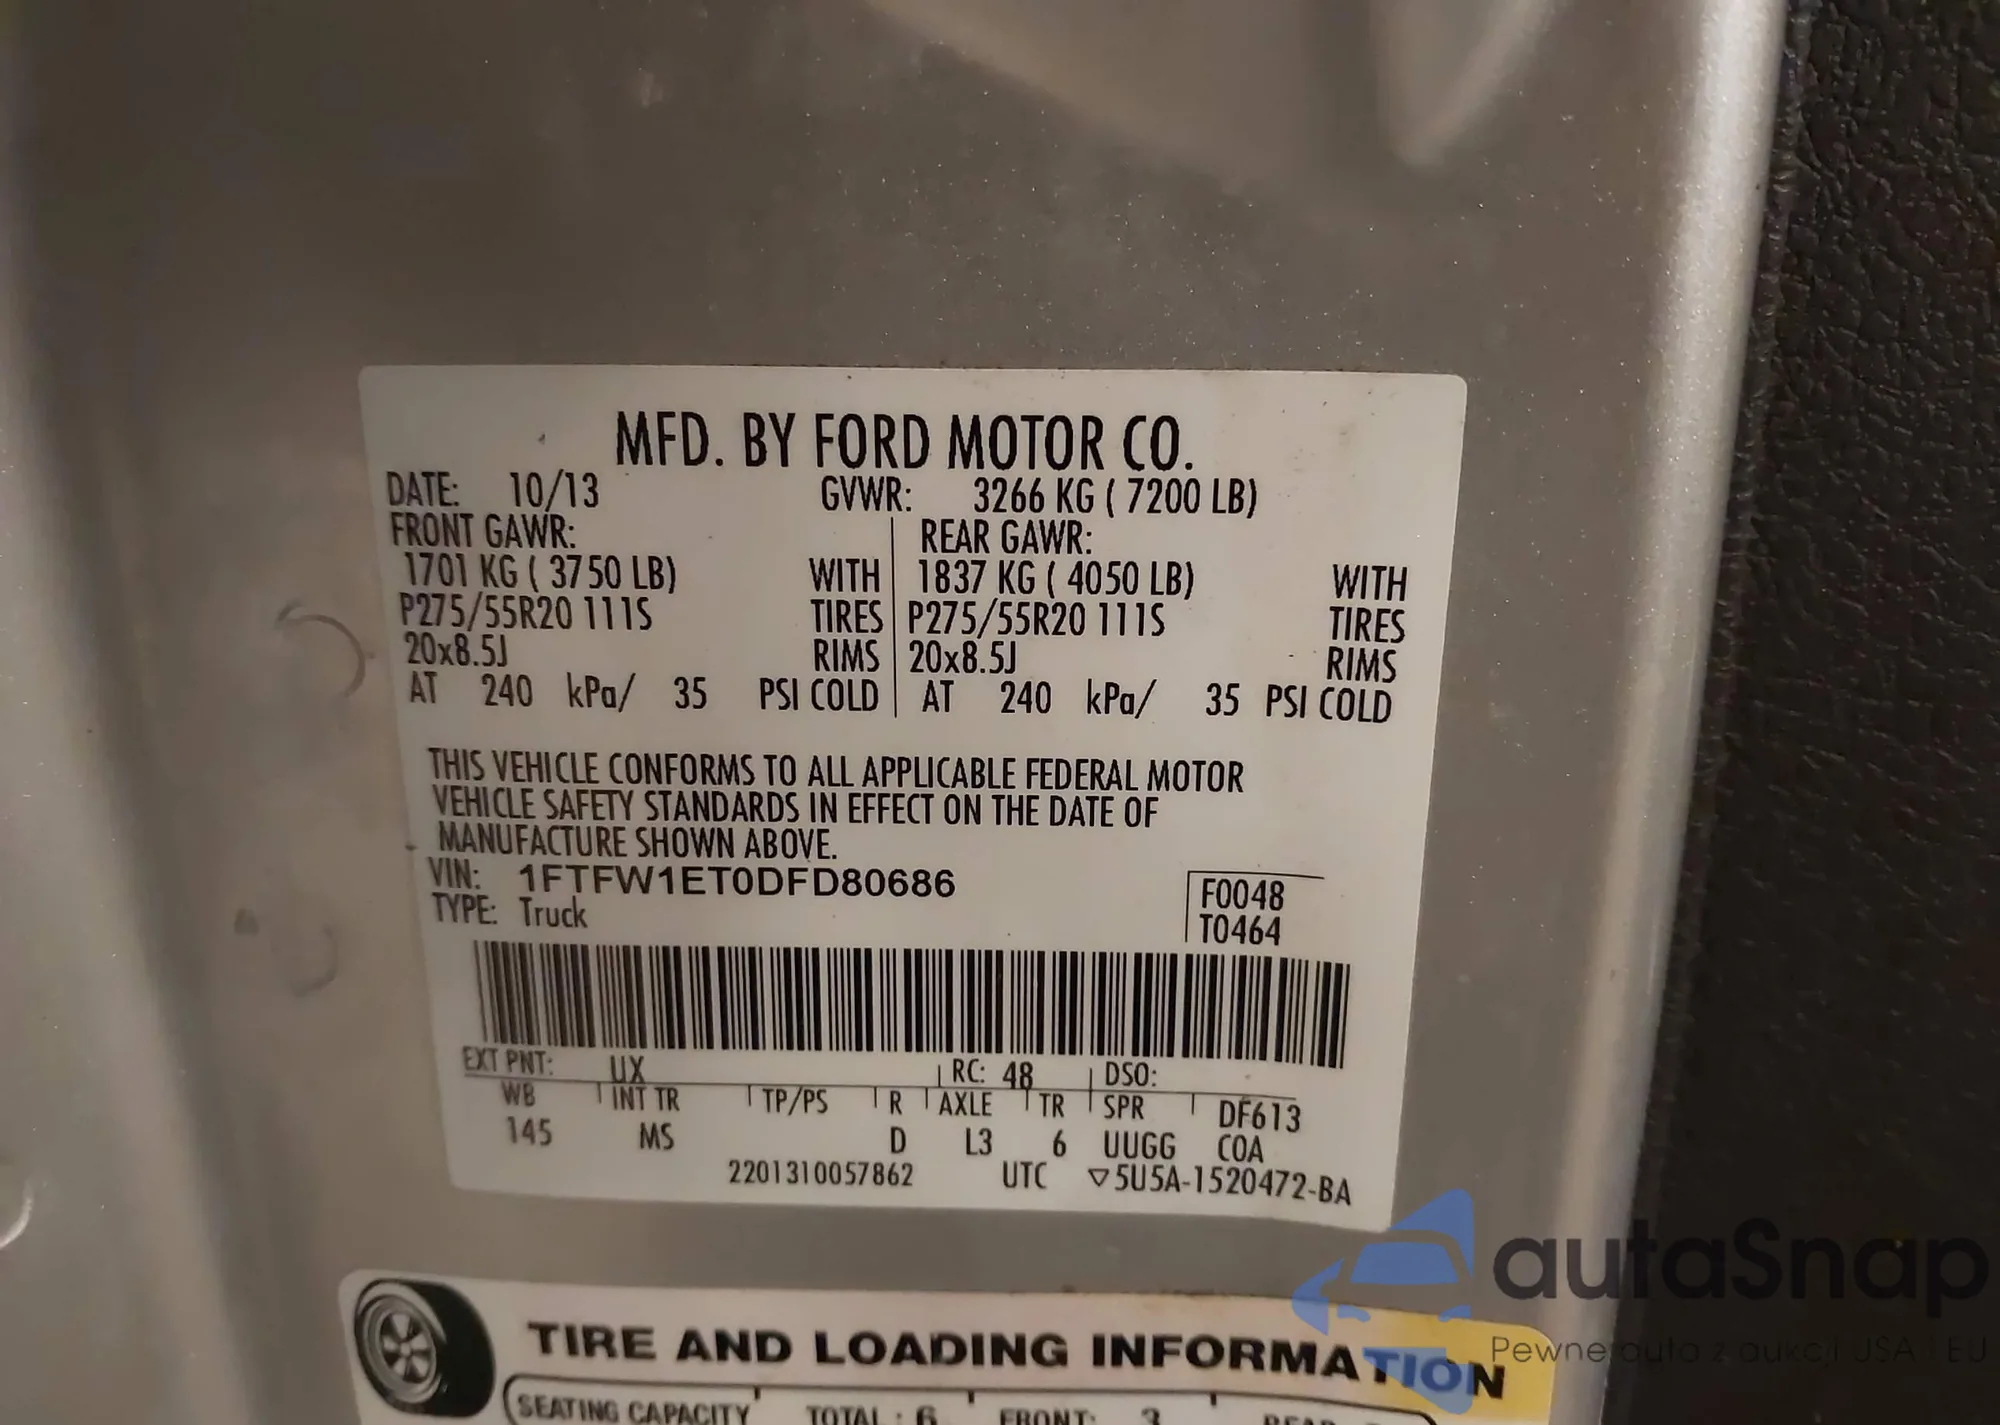 MFD. BY FORD MOTOR CO.
DATE: 10/13 GVWR: 3266 KG ( 7200 LB)
FRONT GAWR: REAR GAWR:
1701 KG ( 3750 LB) WITH 1837 KG ( 4050 LB) WITH
P275/55R20 111S TIRES P275/55R20 111S TIRES
20x8.5J RIMS 20x8.5J RIMS
AT 240 kPa/ 35 PSI COLD AT 240 kPa/ 35 PSI COLD
THIS VEHICLE CONFORMS TO ALL APPLICABLE FEDERAL MOTOR
VEHICLE SAFETY STANDARDS IN EFFECT ON THE DATE OF
MANUFACTURE SHOWN ABOVE.
VIN: 1FTFW1ET0DFD80686 F0048
TYPE: Truck T0464
EXT PNT: UX RC: 48 DSO:
WB INT TR TP/PS R AXLE TR SPR DF613
145 MS D L3 6 UUGG COA
2201310057862 UTC ▽5U5A-1520472-BA
autaSnap
Pewne auta z aukcji USA i EU
TIRE AND LOADING INFORMATION
SEATING CAPACITY TOTAL : 6 FRONT: 3 REAR